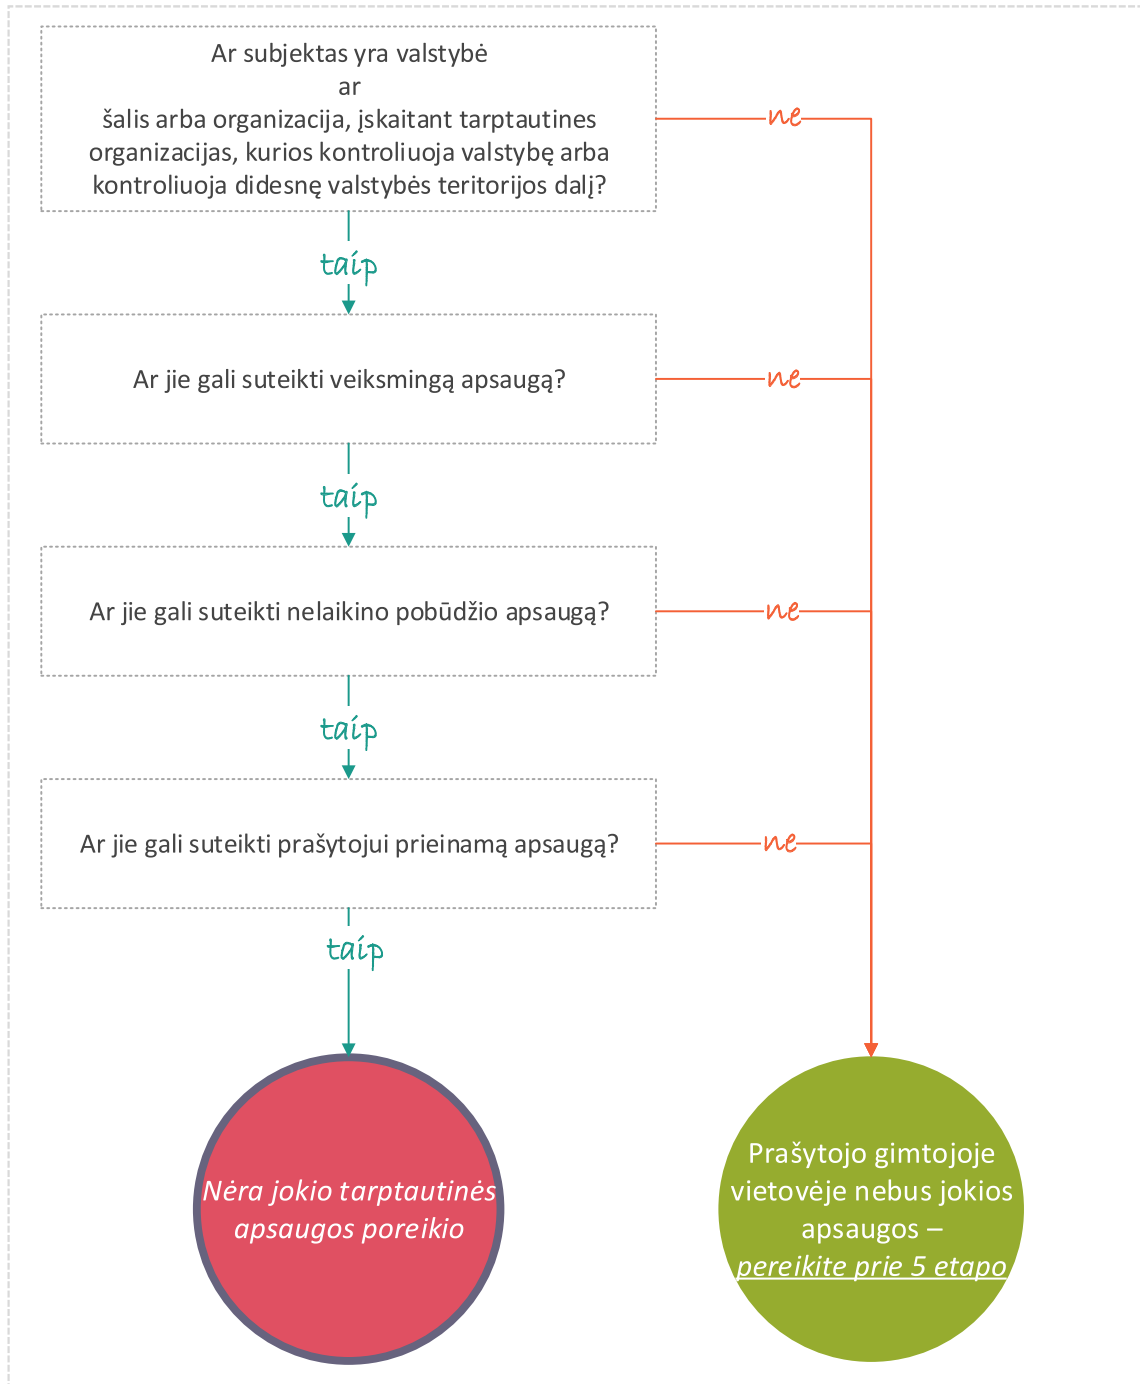 Ar subjektas yra valstybė
ar
šalis arba organizacija, įskaitant tarptautines
organizacijas, kurios kontroliuoja valstybę arba
kontroliuoja didesnę valstybės teritorijos dalį?
ne
taip
Ar jie gali suteikti veiksmingą apsaugą?
ne
taip
Ar jie gali suteikti nelaikino pobūdžio apsaugą?
ne
taip
Ar jie gali suteikti prašytojui prieinamą apsaugą?
ne
taip
Nėra jokio tarptautinės
apsaugos poreikio
Prašytojo gimtojoje
vietovėje nebus jokios
apsaugos –
pereikite prie 5 etapo